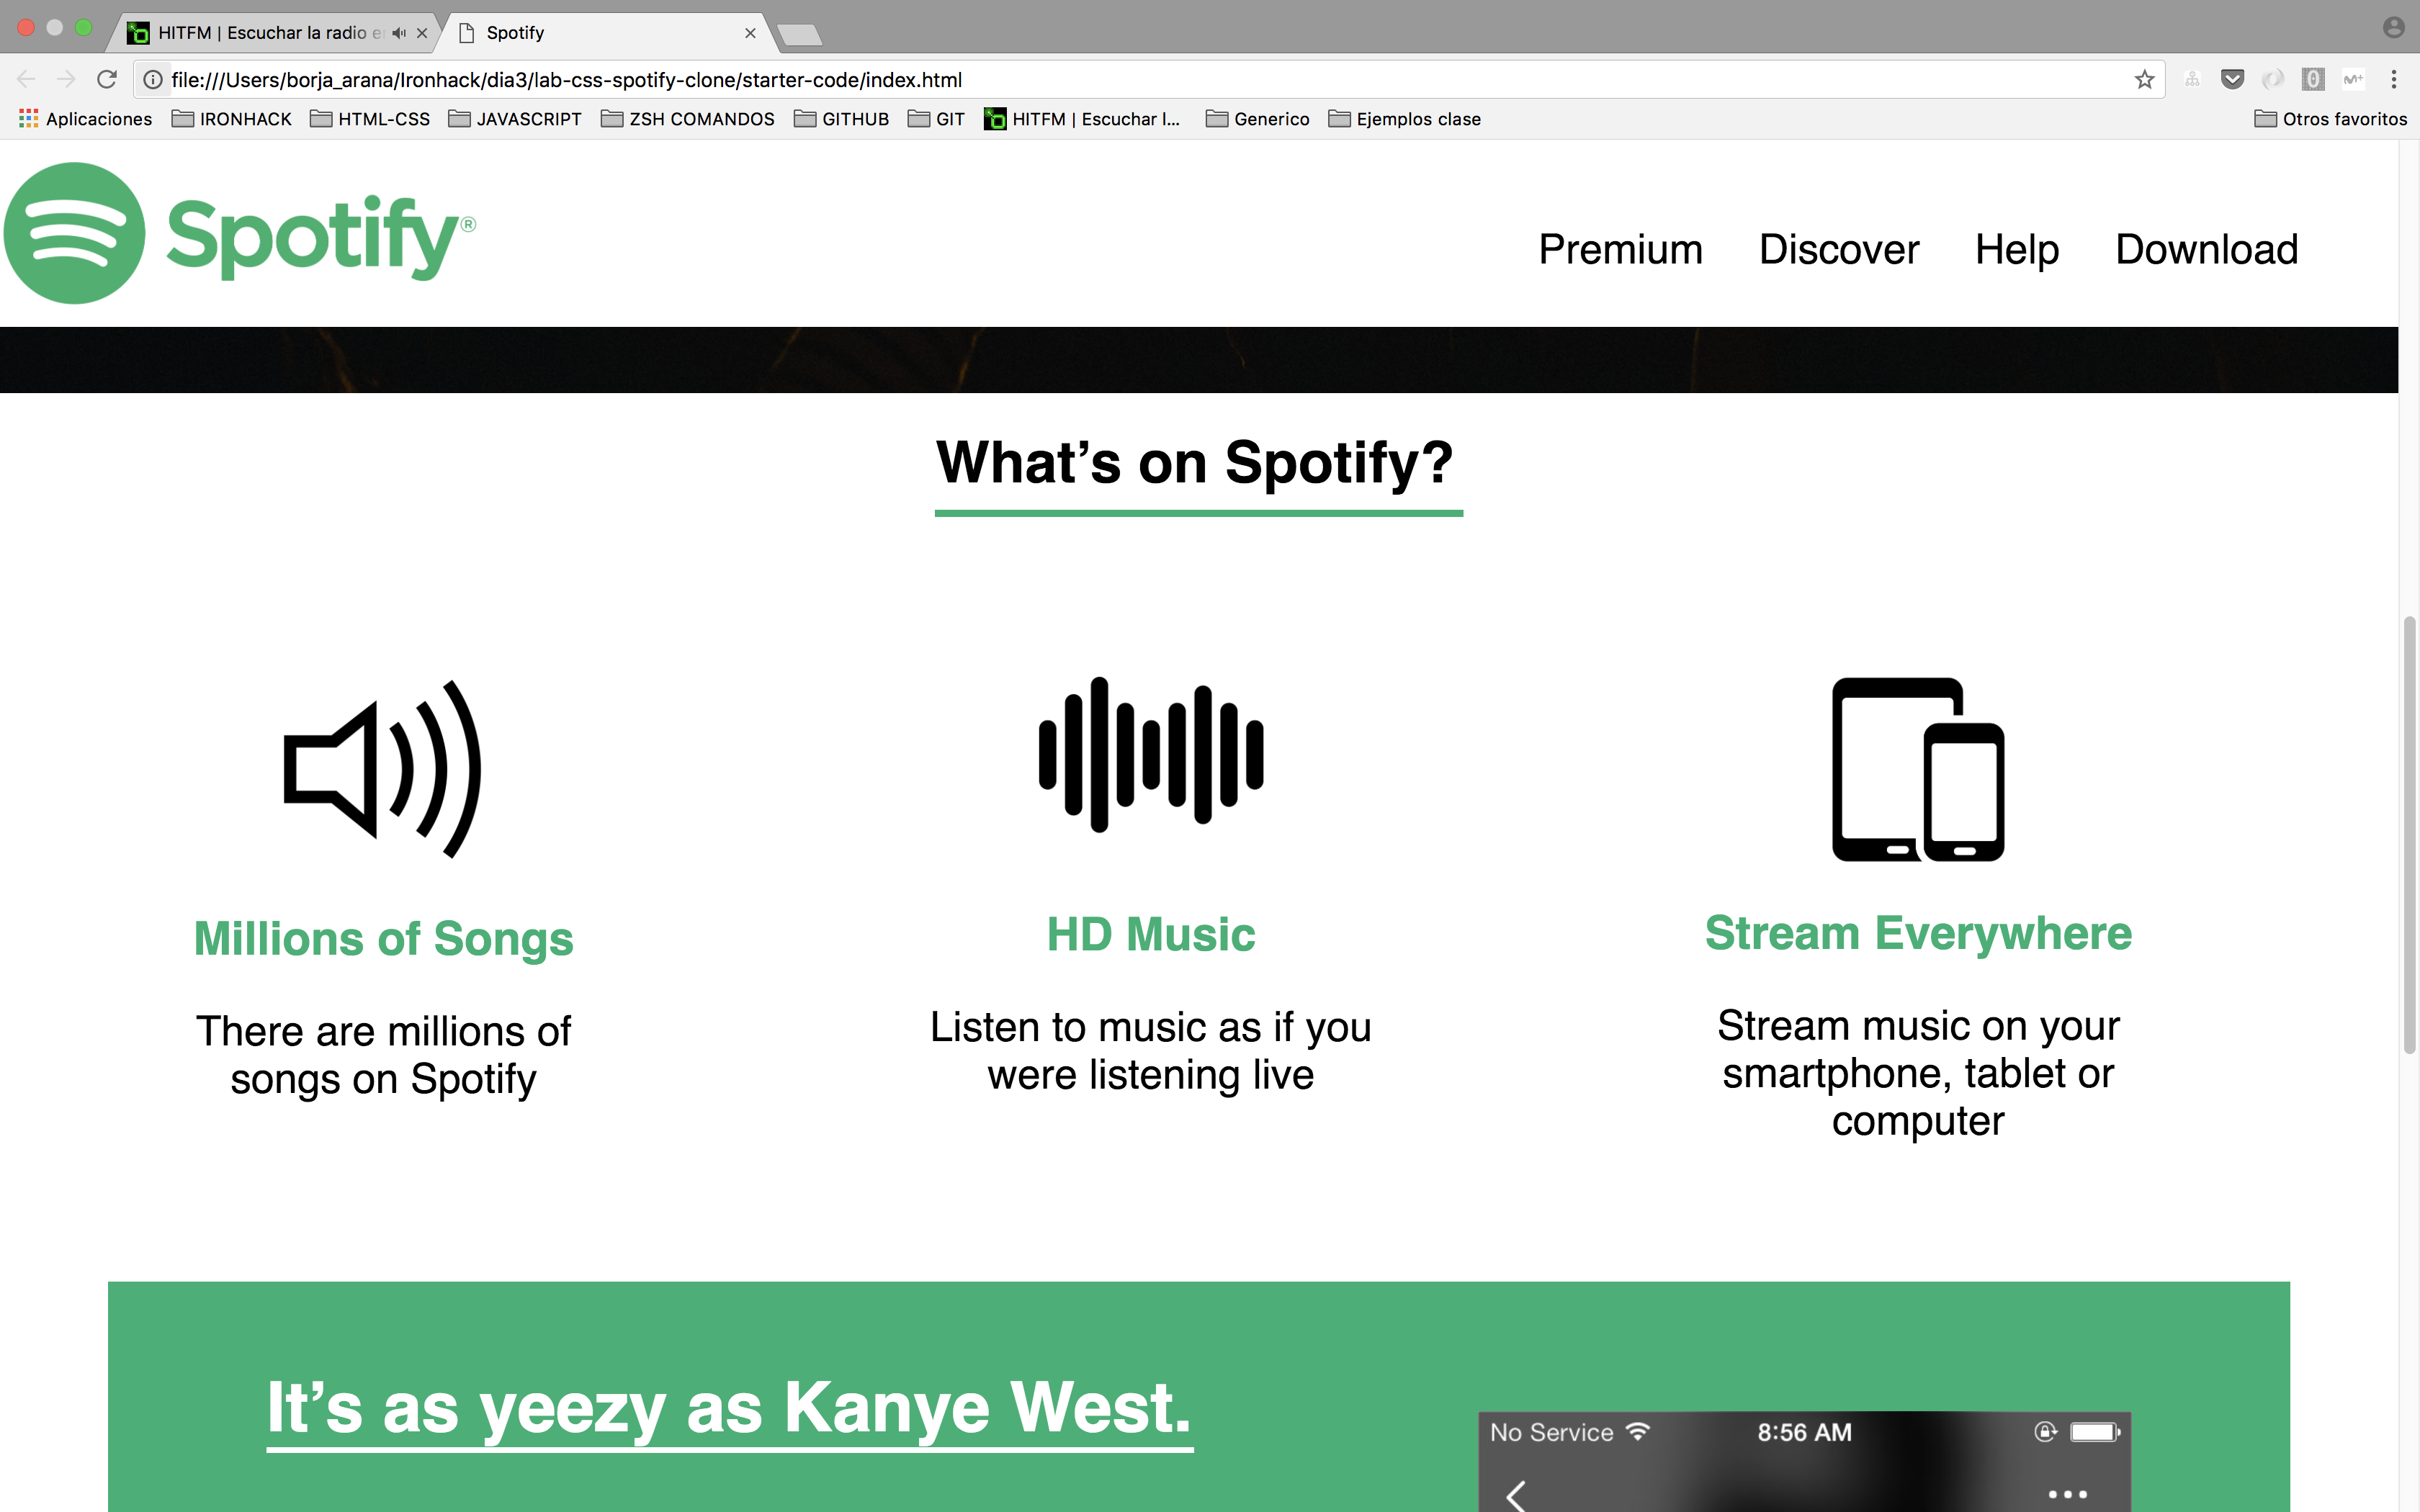 HITFM | Escuchar la radio e
Spotify
file:///Users/borja_arana/Ironhack/dia3/lab-css-spotify-clone/starter-code/index.html
Aplicaciones IRONHACK HTML-CSS JAVASCRIPT ZSH COMANDOS GITHUB GIT HITFM | Escuchar l... Generico Ejemplos clase Otros favoritos
Spotify®
Premium Discover Help Download
What’s on Spotify?
Millions of Songs
There are millions of
songs on Spotify
HD Music
Listen to music as if you
were listening live
Stream Everywhere
Stream music on your
smartphone, tablet or
computer
It’s as yeezy as Kanye West.
No Service 8:56 AM